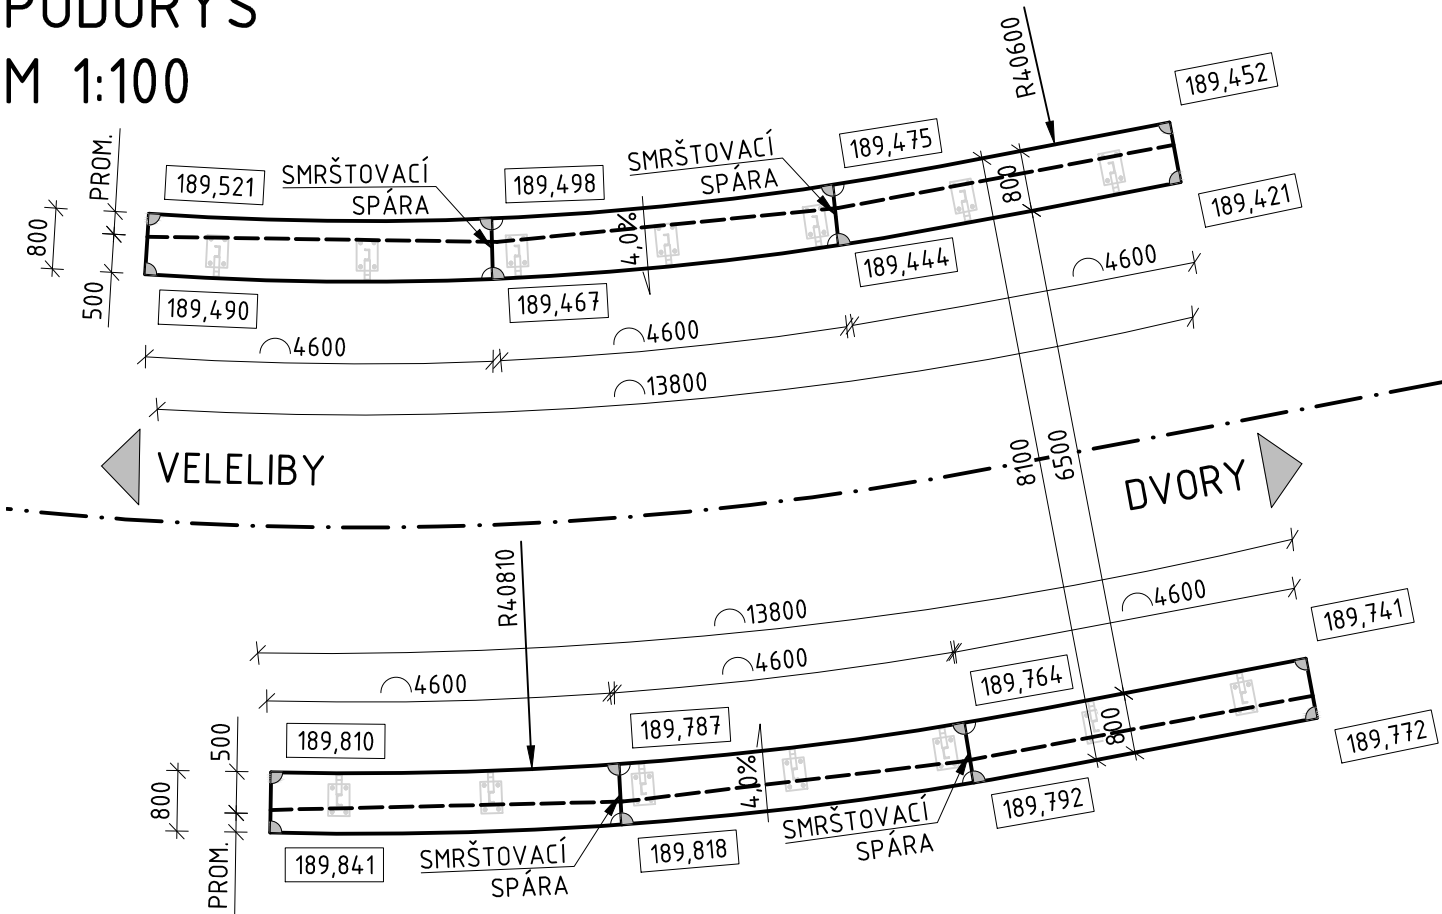 PŮDORYS
M 1:100
R40600
189,452
PROM.
189,521
SMRŠTOVACÍ
SPÁRA
189,498
SMRŠTOVACÍ
SPÁRA
189,475
800
189,421
800
500
4,0%
189,490
189,467
189,444
4600
4600
4600
13800
VELELIBY
8100
6500
DVORY
R40810
13800
4600
4600
4600
189,741
189,764
189,787
189,810
500
800
PROM.
4,0%
800
189,772
189,792
189,818
189,841
SMRŠTOVACÍ
SPÁRA
SMRŠTOVACÍ
SPÁRA